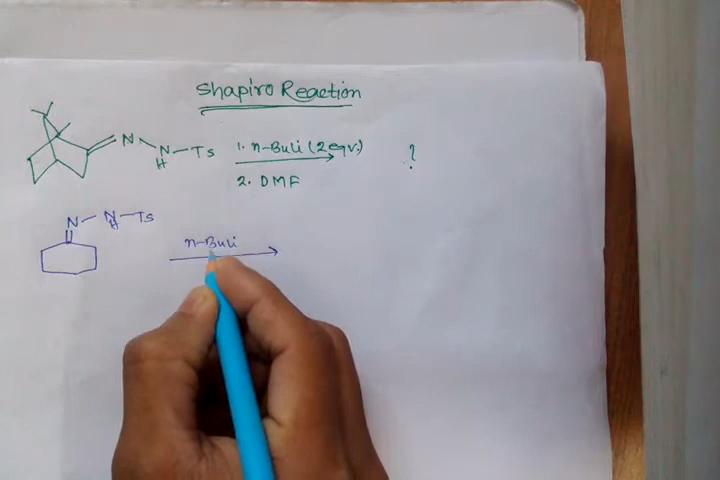 Shapiro Reaction
N
N-Ts
H
1. n-Buli (2 eqv.)
2. DMF
?
N-N-Ts
H
n-Buli